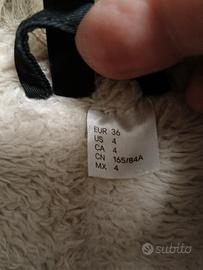 EUR 36
US 4
CA 4
CN 165/84A
MX 4
subito